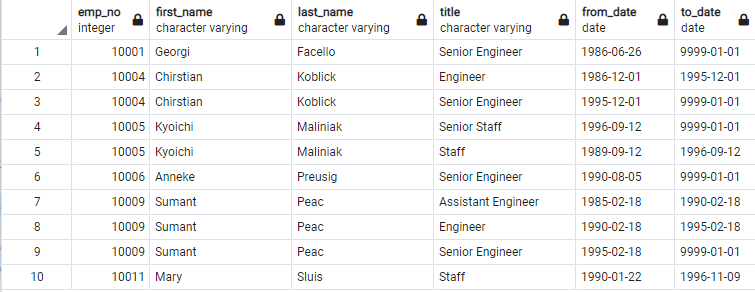 emp_no first_name last_name title from_date to_date
integer character varying character varying character varying date date
1 10001 Georgi Facello Senior Engineer 1986-06-26 9999-01-01
2 10004 Chirstian Koblick Engineer 1986-12-01 1995-12-01
3 10004 Chirstian Koblick Senior Engineer 1995-12-01 9999-01-01
4 10005 Kyoichi Maliniak Senior Staff 1996-09-12 9999-01-01
5 10005 Kyoichi Maliniak Staff 1989-09-12 1996-09-12
6 10006 Anneke Preusig Senior Engineer 1990-08-05 9999-01-01
7 10009 Sumant Peac Assistant Engineer 1985-02-18 1990-02-18
8 10009 Sumant Peac Engineer 1990-02-18 1995-02-18
9 10009 Sumant Peac Senior Engineer 1995-02-18 9999-01-01
10 10011 Mary Sluis Staff 1990-01-22 1996-11-09